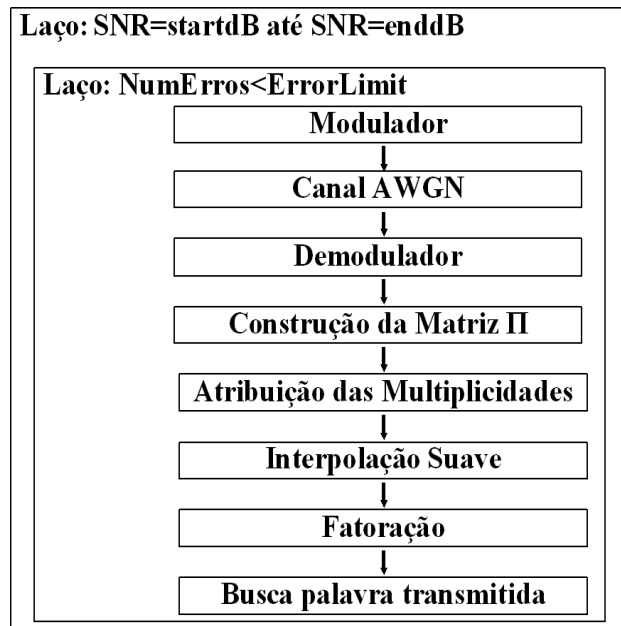 Laço: SNR=startdB até SNR=enddB
Laço: NumErros<ErrorLimit
Modulador
Canal AWGN
Demodulador
Construção da Matriz Π
Atribuição das Multiplicidades
Interpolação Suave
Fatoração
Busca palavra transmitida